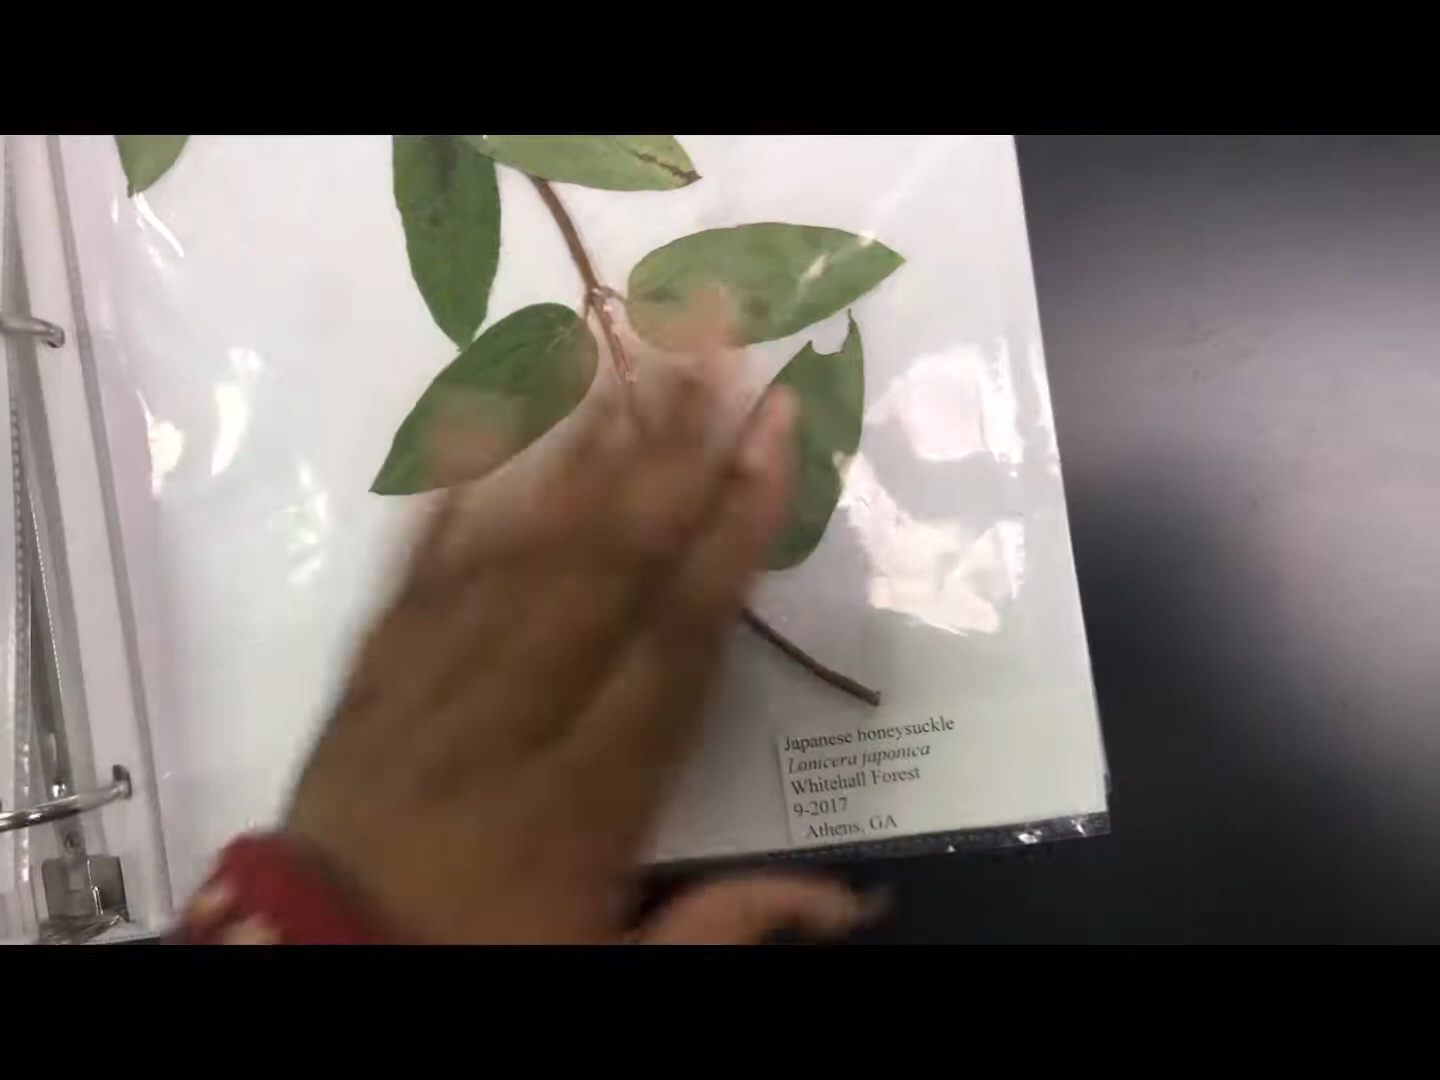 Japanese honeysuckle
Lonicera japonica
Whitehall Forest
9-2017
Athens, GA